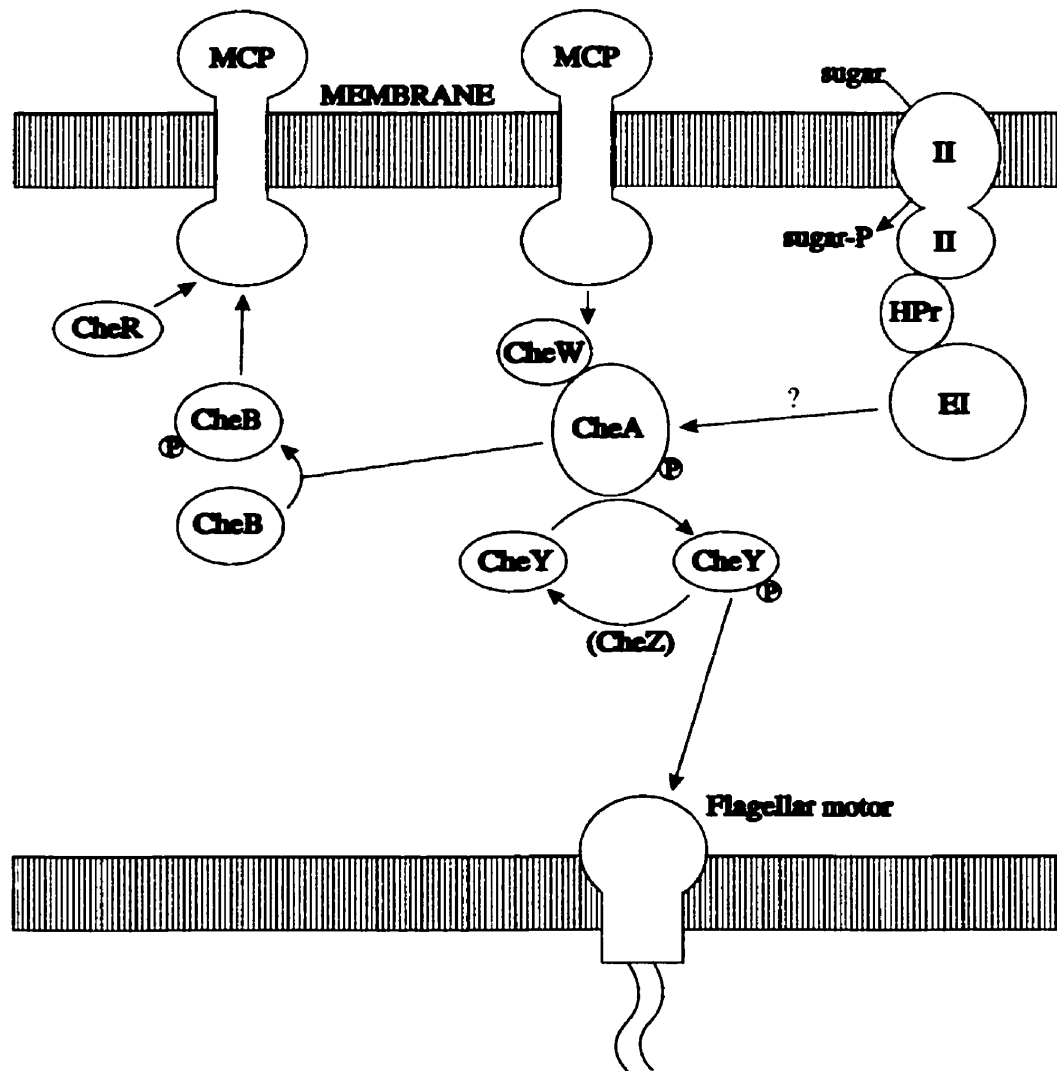 MCP
MCP
MEMBRANE
sugar
II
sugar-P
II
HPr
CheR
CheW
EI
?
CheB
P
CheA
P
CheB
CheY
CheY
P
(CheZ)
Flagellar motor